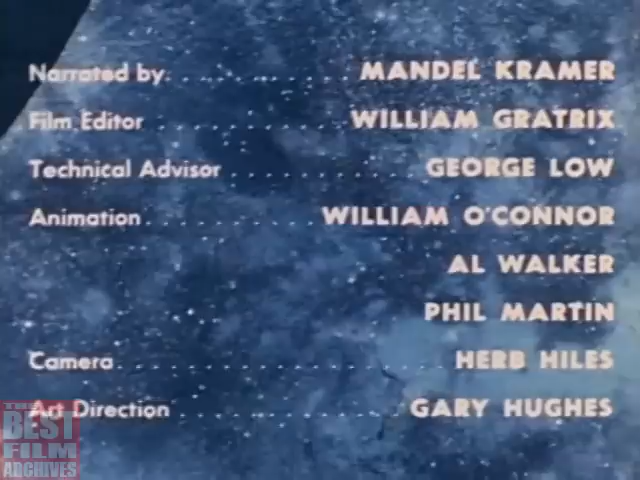 Narrated by. . . . . . . . . . . . MANDEL KRAMER
Film Editor . . . . . . . . . . . . WILLIAM GRATRIX
Technical Advisor . . . . . . . . . . . GEORGE LOW
Animation . . . . . . . . . . WILLIAM O'CONNOR
AL WALKER
PHIL MARTIN
Camera. . . . . . . . . . . . . . . . . . . HERB HILES
Art Direction . . . . . . . . . . . . . GARY HUGHES
THE
BEST
FILM
ARCHIVES